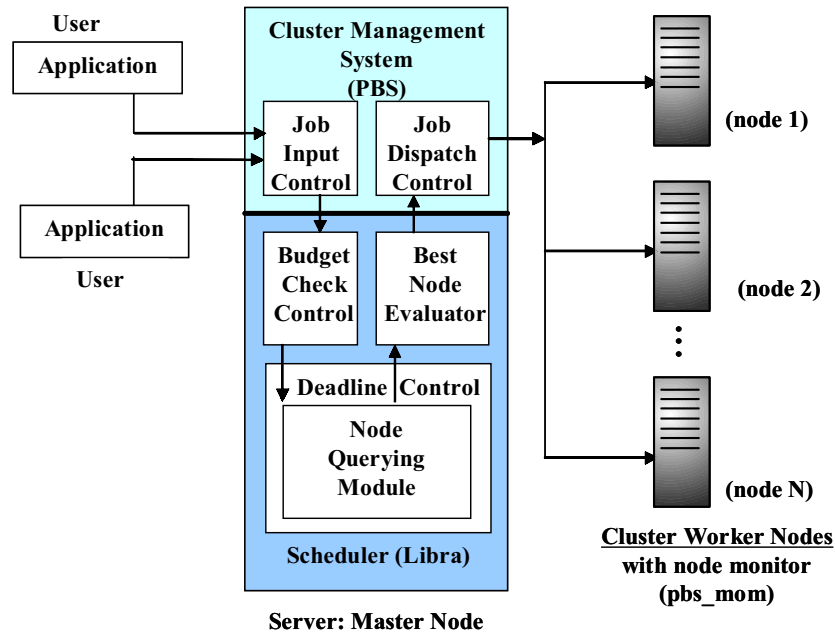 User
Application
Application
User
Cluster Management
System
(PBS)
Job
Input
Control
Job
Dispatch
Control
Budget
Check
Control
Best
Node
Evaluator
Deadline Control
Node
Querying
Module
Scheduler (Libra)
Server: Master Node
(node 1)
(node 2)
(node N)
Cluster Worker Nodes
with node monitor
(pbs_mom)